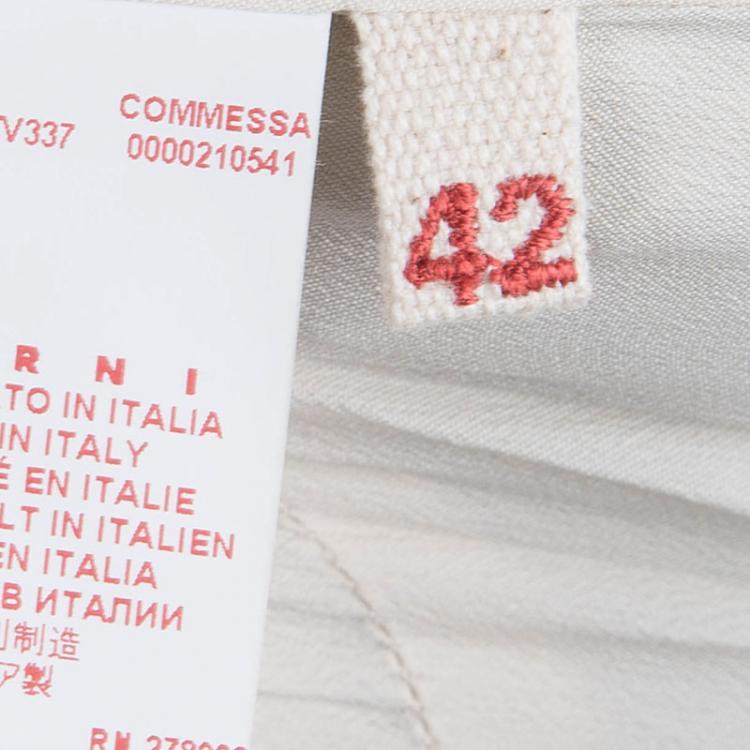 V337
COMMESSA
0000210541
42
R N I
TO IN ITALIA
IN ITALY
É EN ITALIE
LT IN ITALIEN
EN ITALIA
В ИТАЛИИ
制造
ア製